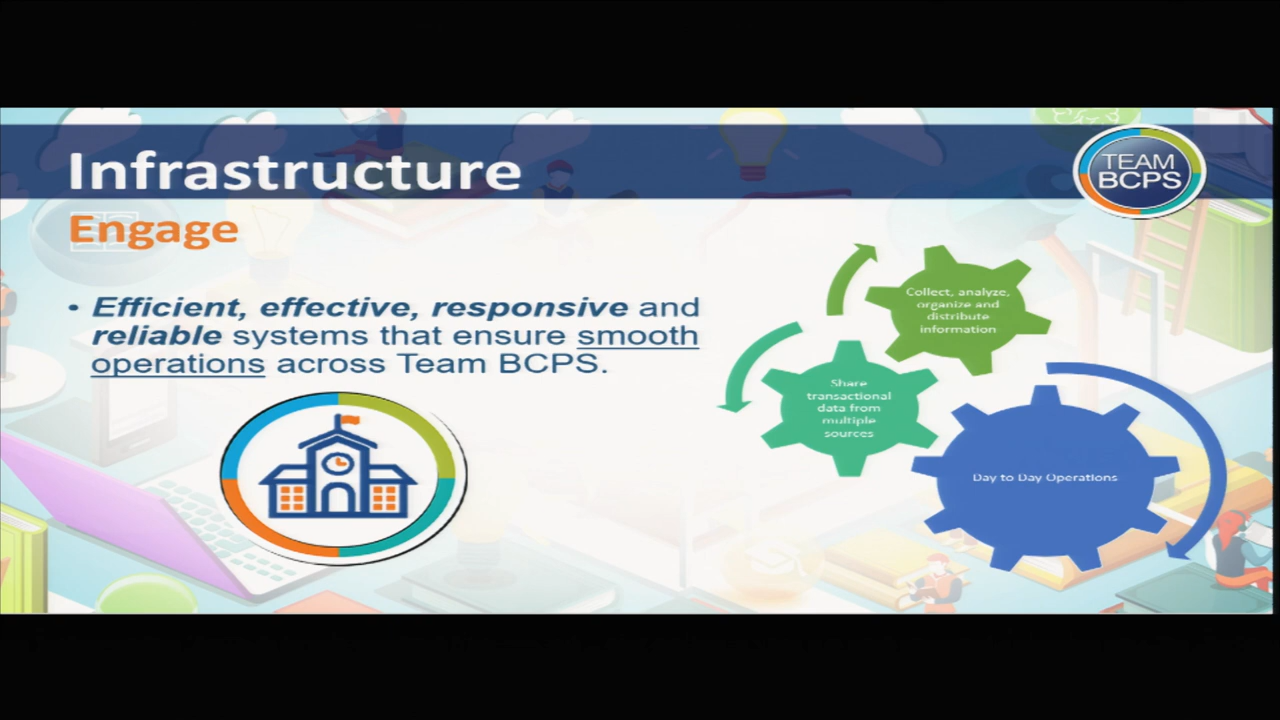 Infrastructure
TEAM
BCPS
Engage
• Efficient, effective, responsive and
reliable systems that ensure smooth
operations across Team BCPS.
Collect, analyze,
organize and
distribute
information
Share
transactional
data from
multiple
sources
Day to Day Operations